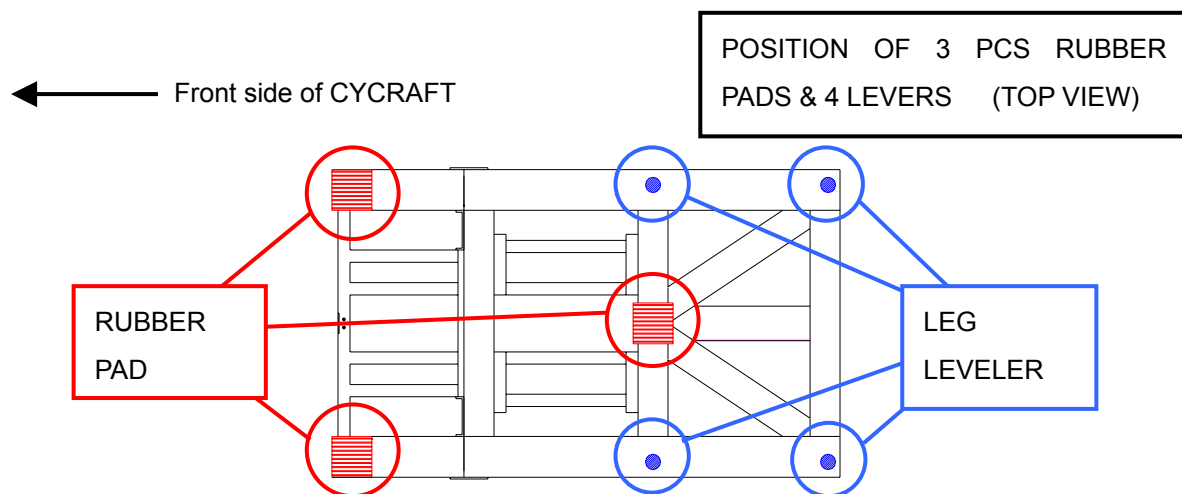 Front side of CYCRAFT
POSITION OF 3 PCS RUBBER
PADS & 4 LEVERS (TOP VIEW)
RUBBER
PAD
LEG
LEVELER